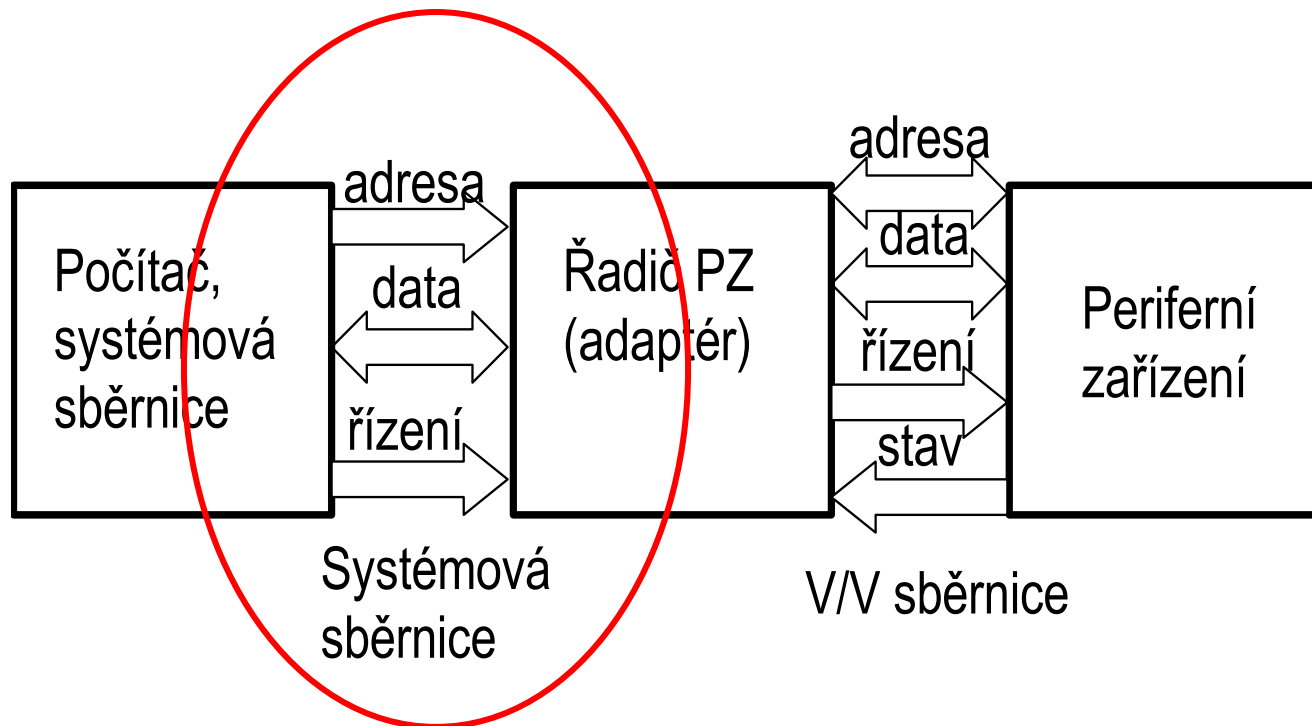 Počítač,
systémová
sběrnice
adresa
data
řízení
Systémová
sběrnice
Řadič PZ
(adaptér)
adresa
data
řízení
stav
V/V sběrnice
Periferní
zařízení